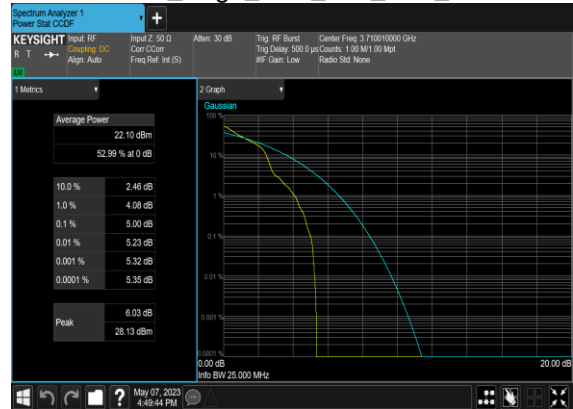 Spectrum Analyzer 1
Power Stat CCDF
KEYSIGHT
R T
LW
Input: RF
Coupling: DC
Align: Auto
Input Z: 50 Ω
Corr CCorr
Freq Ref: Int (S)
Atten: 30 dB
Trig: RF Burst
Trig Delay: 500.0 µs
#IF Gain: Low
Center Freq: 3.710010000 GHz
Counts: 1.00 M/1.00 Mpt
Radio Std: None
1 Metrics
Average Power
22.10 dBm
52.99 % at 0 dB
10.0 % 2.46 dB
1.0 % 4.08 dB
0.1 % 5.00 dB
0.01 % 5.23 dB
0.001 % 5.32 dB
0.0001 % 5.35 dB
Peak
6.03 dB
28.13 dBm
2 Graph
Gaussian
100 %
10 %
1 %
0.1 %
0.01 %
0.001 %
0.0001 %
0.00 dB
20.00 dB
Info BW 25.000 MHz
?
May 07, 2023
4:49:44 PM